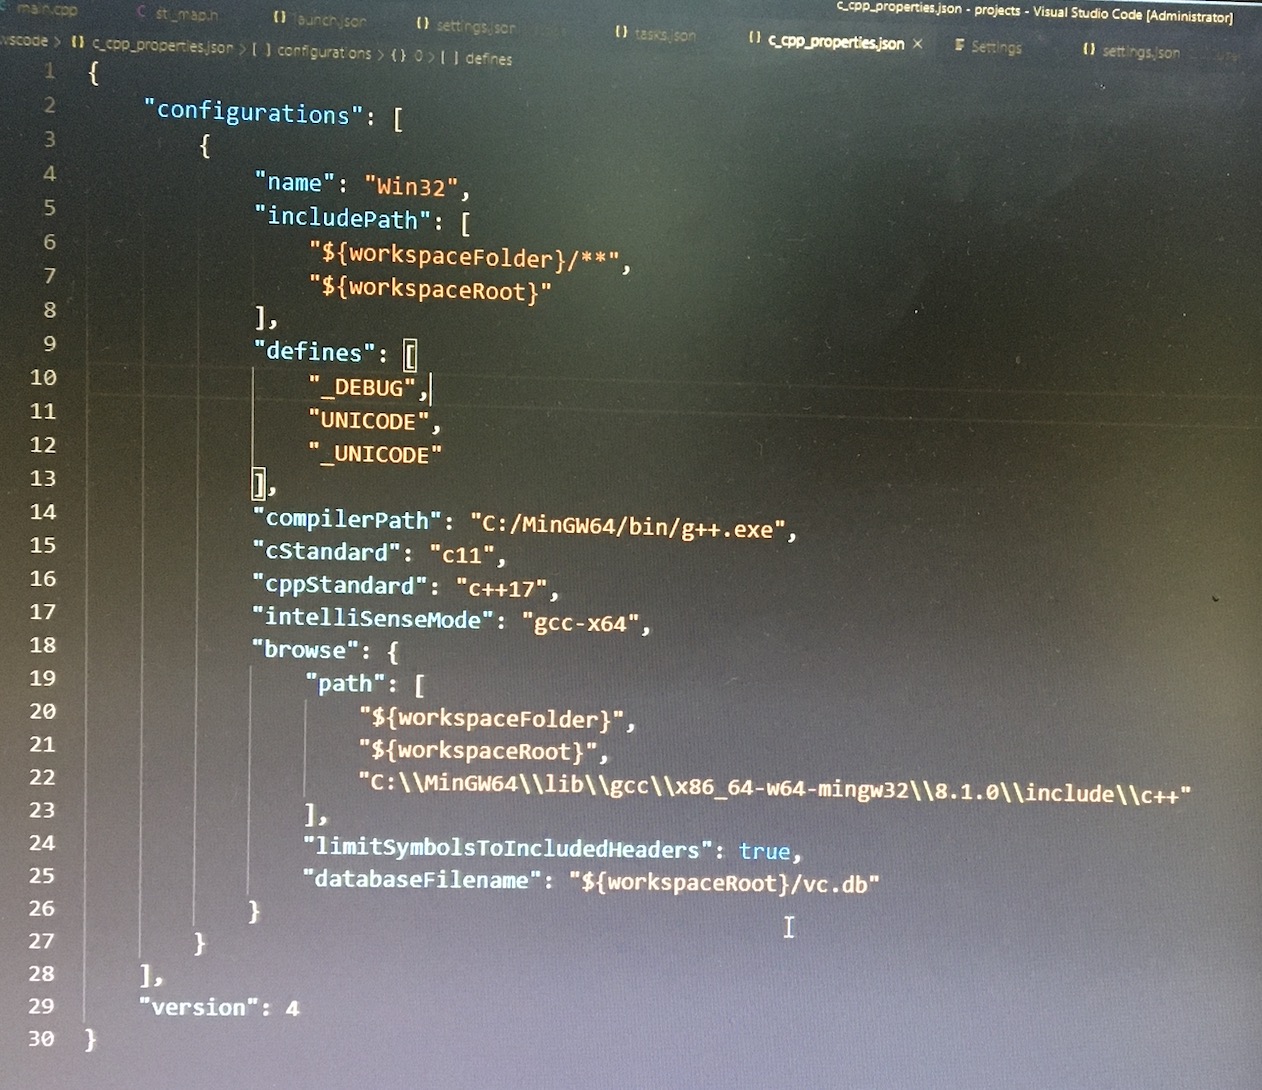 c_cpp_properties.json - projects - Visual Studio Code [Administrator]
main.cpp C st_map.h {} launch.json {} settings.json {} tasks.json {} c_cpp_properties.json × Settings {} settings.json
.vscode > {} c_cpp_properties.json > [ ] configurations > {} 0 > [ ] defines
1 {
2 "configurations": [
3 {
4 "name": "Win32",
5 "includePath": [
6 "${workspaceFolder}/**",
7 "${workspaceRoot}"
8 ],
9 "defines": [
10 "_DEBUG",
11 "UNICODE",
12 "_UNICODE"
13 ],
14 "compilerPath": "C:/MinGW64/bin/g++.exe",
15 "cStandard": "c11",
16 "cppStandard": "c++17",
17 "intelliSenseMode": "gcc-x64",
18 "browse": {
19 "path": [
20 "${workspaceFolder}",
21 "${workspaceRoot}",
22 "C:\\MinGW64\\lib\\gcc\\x86_64-w64-mingw32\\8.1.0\\include\\c++"
23 ],
24 "limitSymbolsToIncludedHeaders": true,
25 "databaseFilename": "${workspaceRoot}/vc.db"
26 }
27 }
28 ],
29 "version": 4
30 }